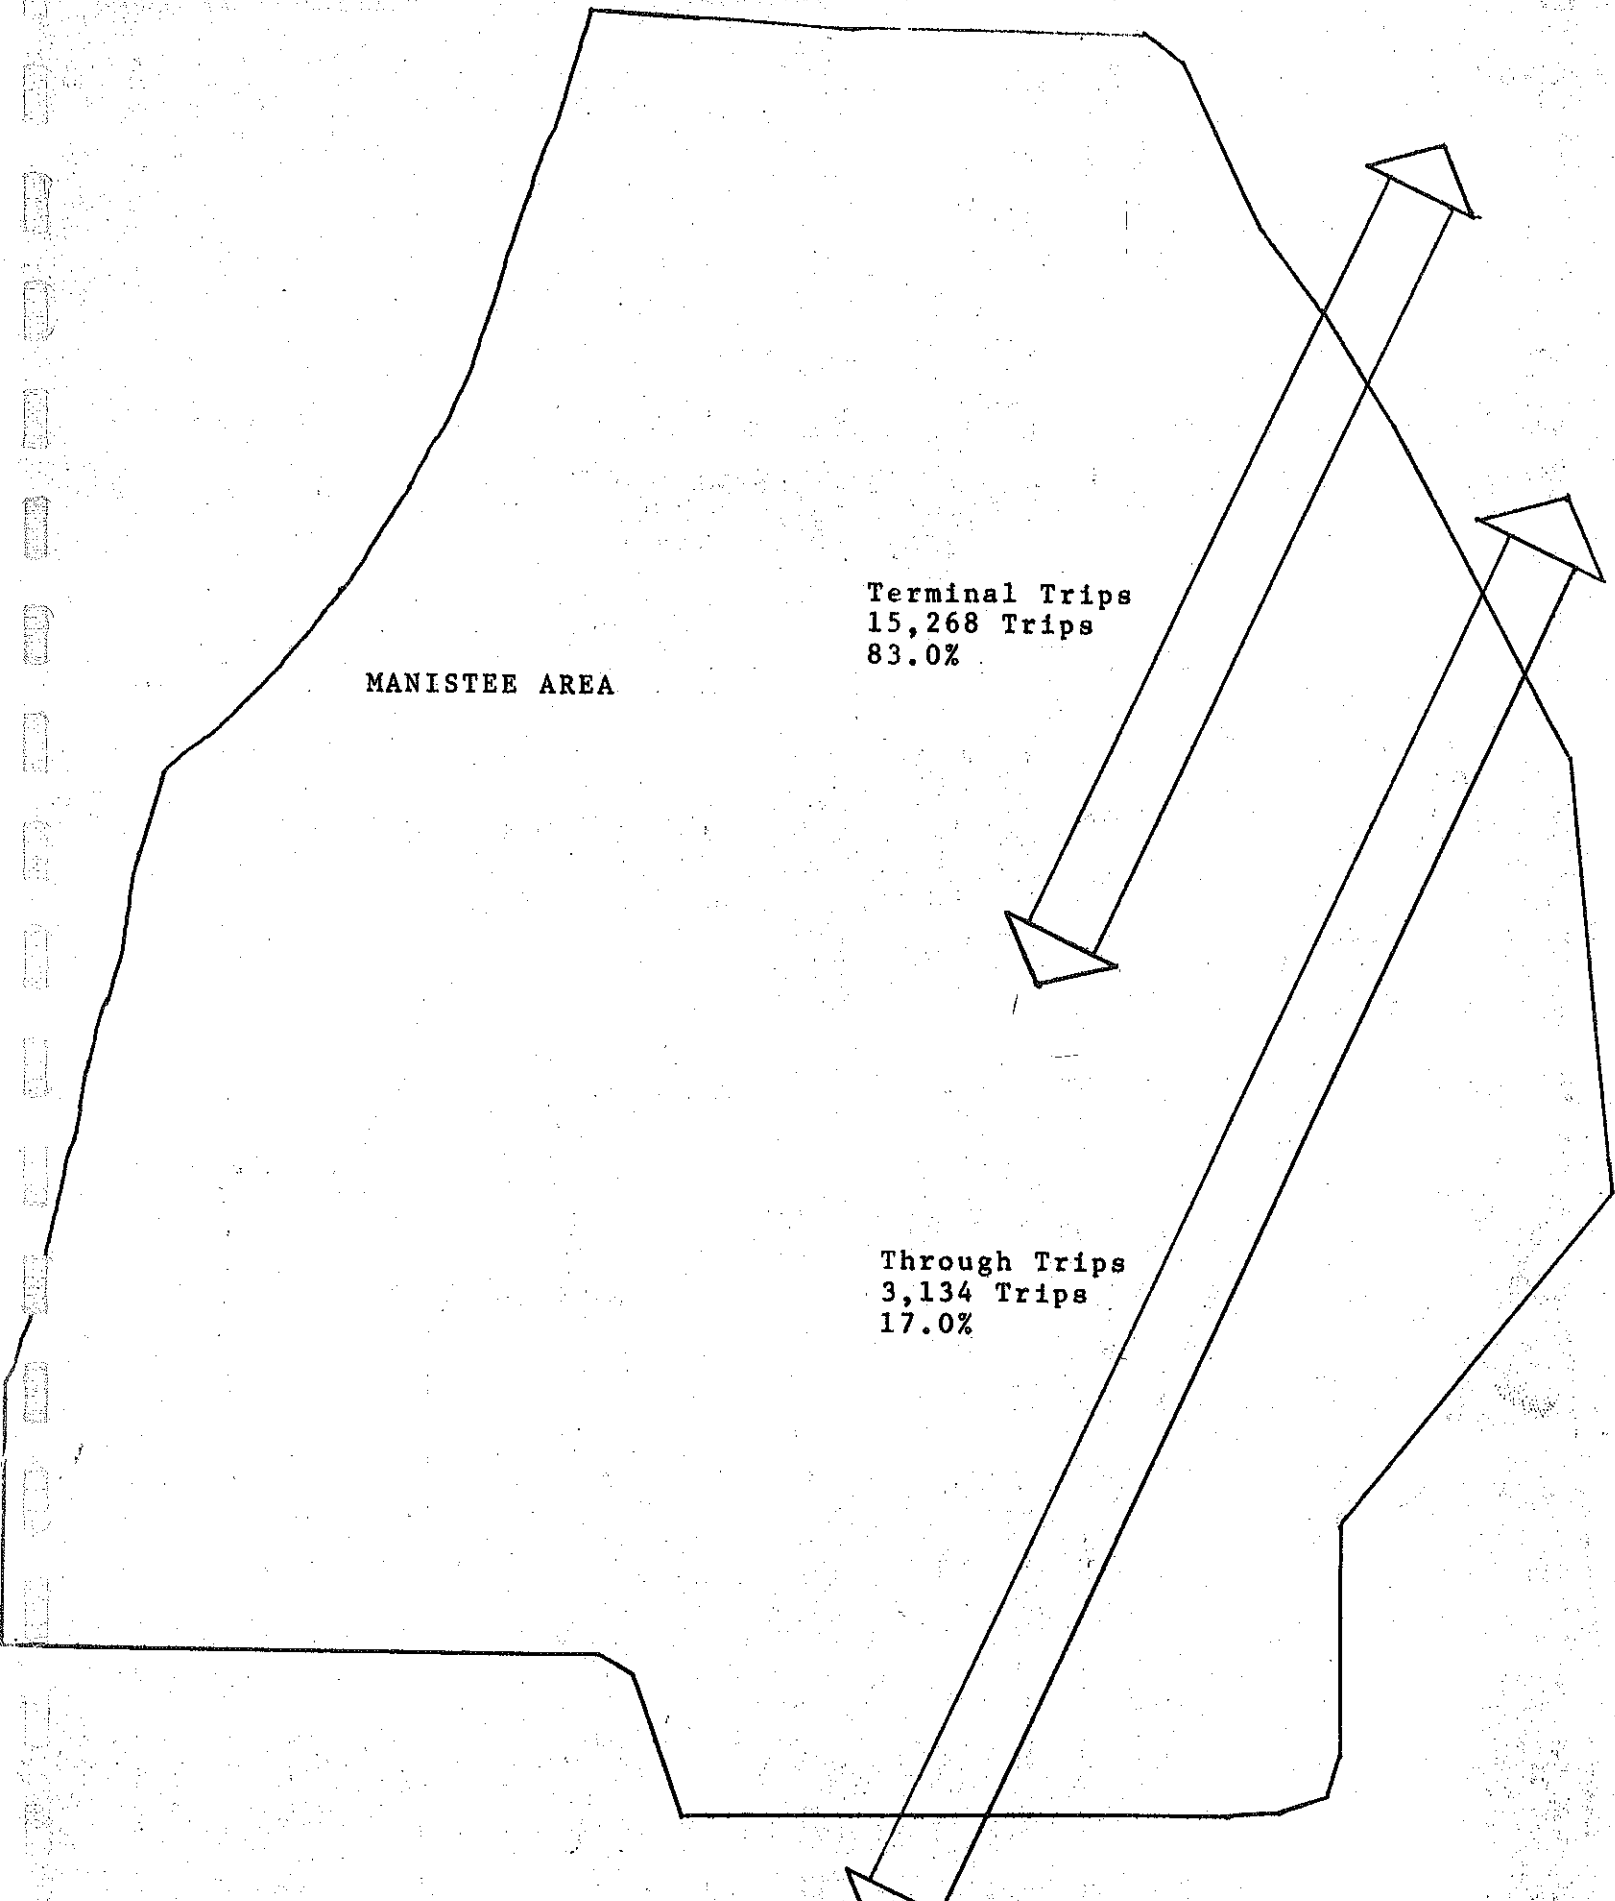 Terminal Trips
15,268 Trips
83.0%
MANISTEE AREA
Through Trips
3,134 Trips
17.0%